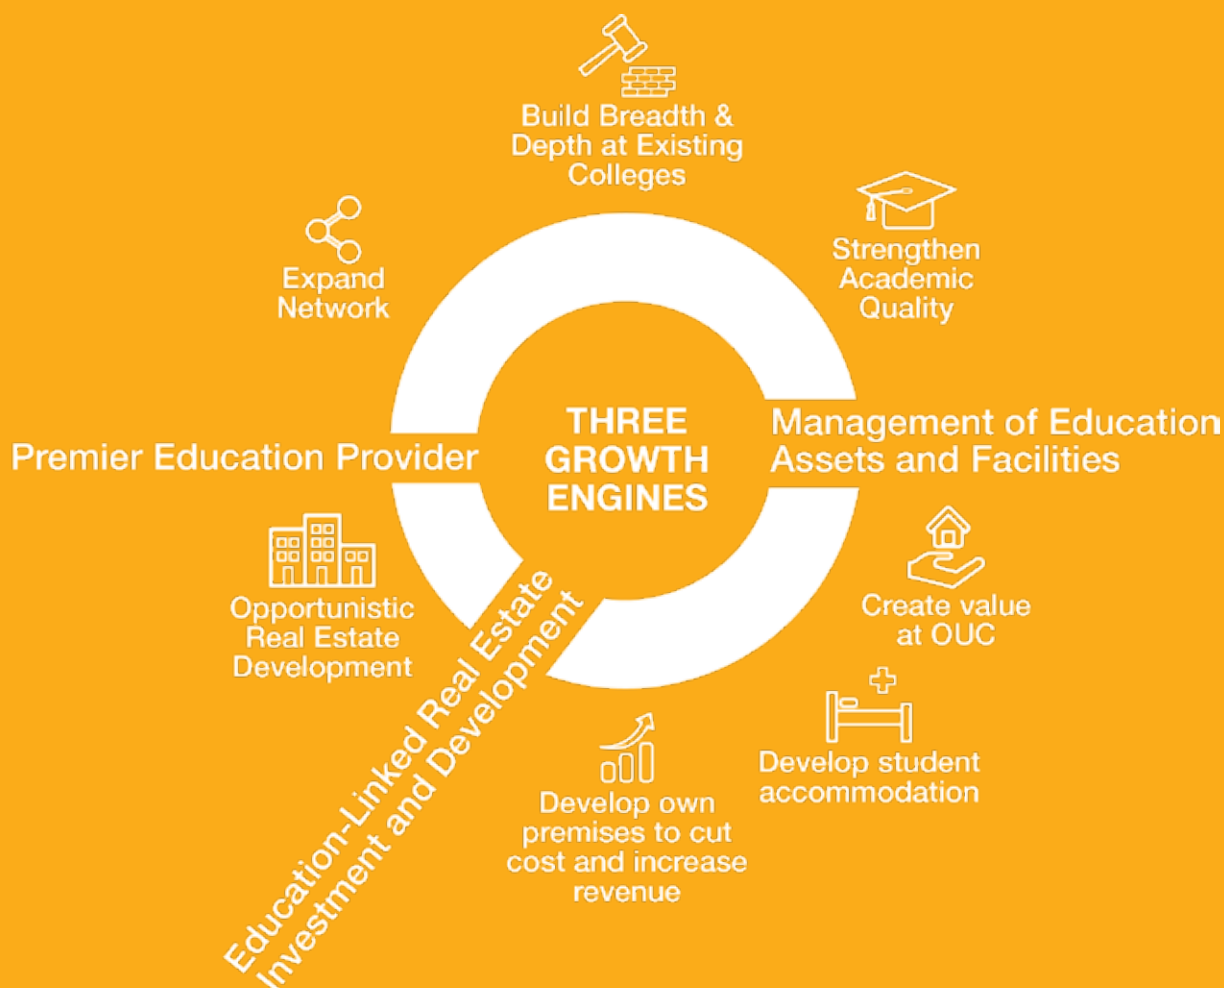 Build Breadth &
Depth at Existing
Colleges
Strengthen
Academic
Quality
Expand
Network
THREE
GROWTH
ENGINES
Management of Education
Assets and Facilities
Premier Education Provider
Create value
at OUC
Opportunistic
Real Estate
Development
Develop student
accommodation
Develop own
premises to cut
cost and increase
revenue
Education-Linked Real Estate
Investment and Development